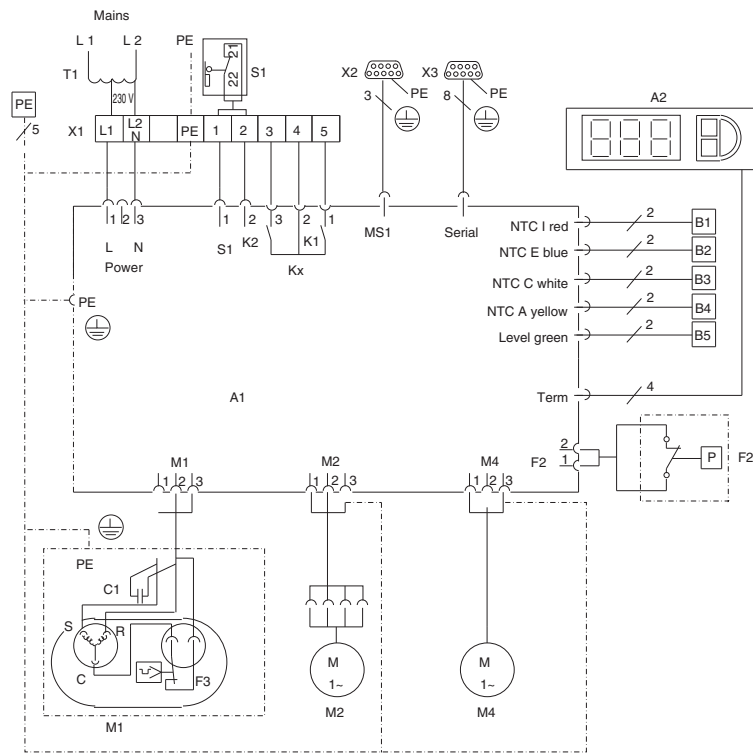 Mains
L 1 L 2 PE
T1
230 V
21
22
S1
X2
PE
3
X3
PE
8
A2
PE
5
X1 L1 L2 N PE 1 2 3 4 5
1 2 3
L N
Power
1 2 3 2 1
S1 K2 K1
Kx
MS1
Serial
NTC I red 2 B1
NTC E blue 2 B2
NTC C white 2 B3
NTC A yellow 2 B4
Level green 2 B5
PE
A1
Term 4
F2 2 1
P F2
M1
1 2 3
M2
1 2 3
M4
1 2 3
PE
C1
S R
C
F3
M1
M
1~
M2
M
1~
M4